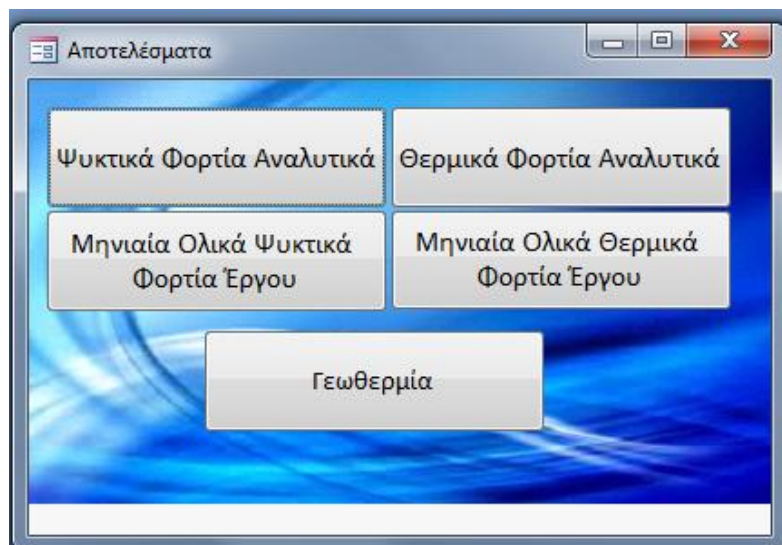 Αποτελέσματα
Ψυκτικά Φορτία Αναλυτικά
Θερμικά Φορτία Αναλυτικά
Μηνιαία Ολικά Ψυκτικά
Φορτία Έργου
Μηνιαία Ολικά Θερμικά
Φορτία Έργου
Γεωθερμία